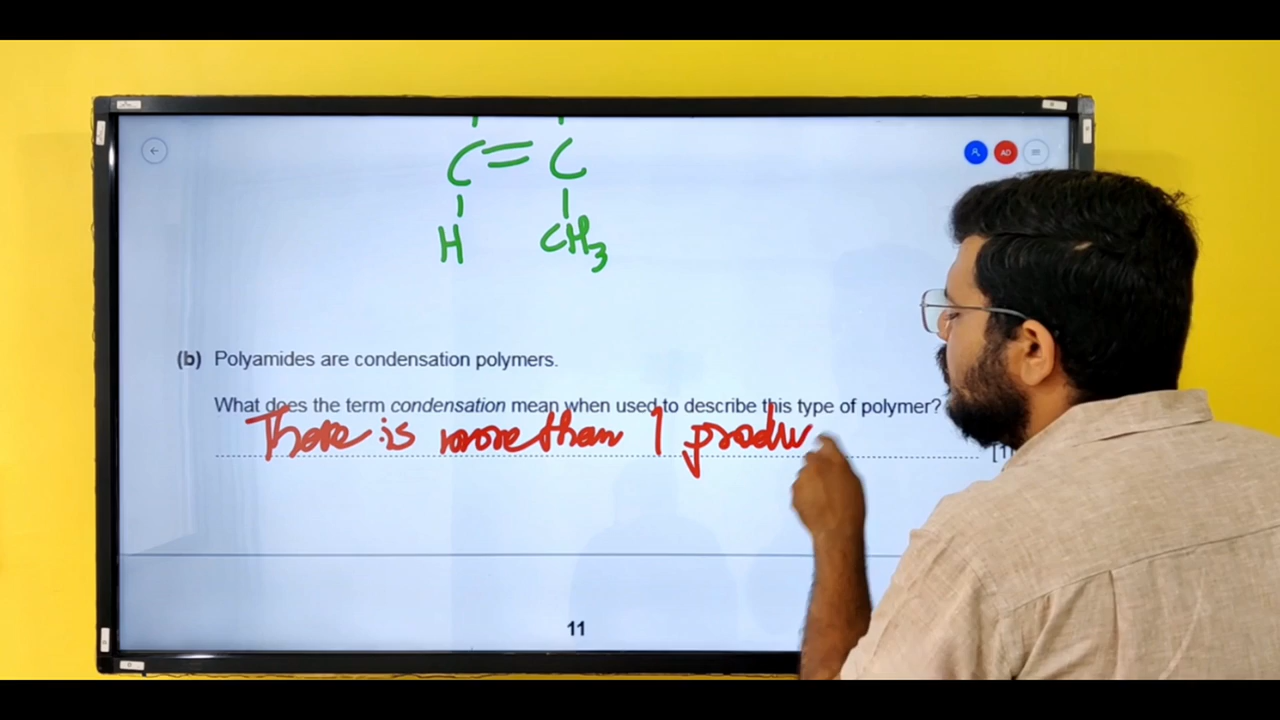 C=C
H CH3
AD
(b) Polyamides are condensation polymers.
What does the term condensation mean when used to describe this type of polymer?
There is more than 1 produ
11